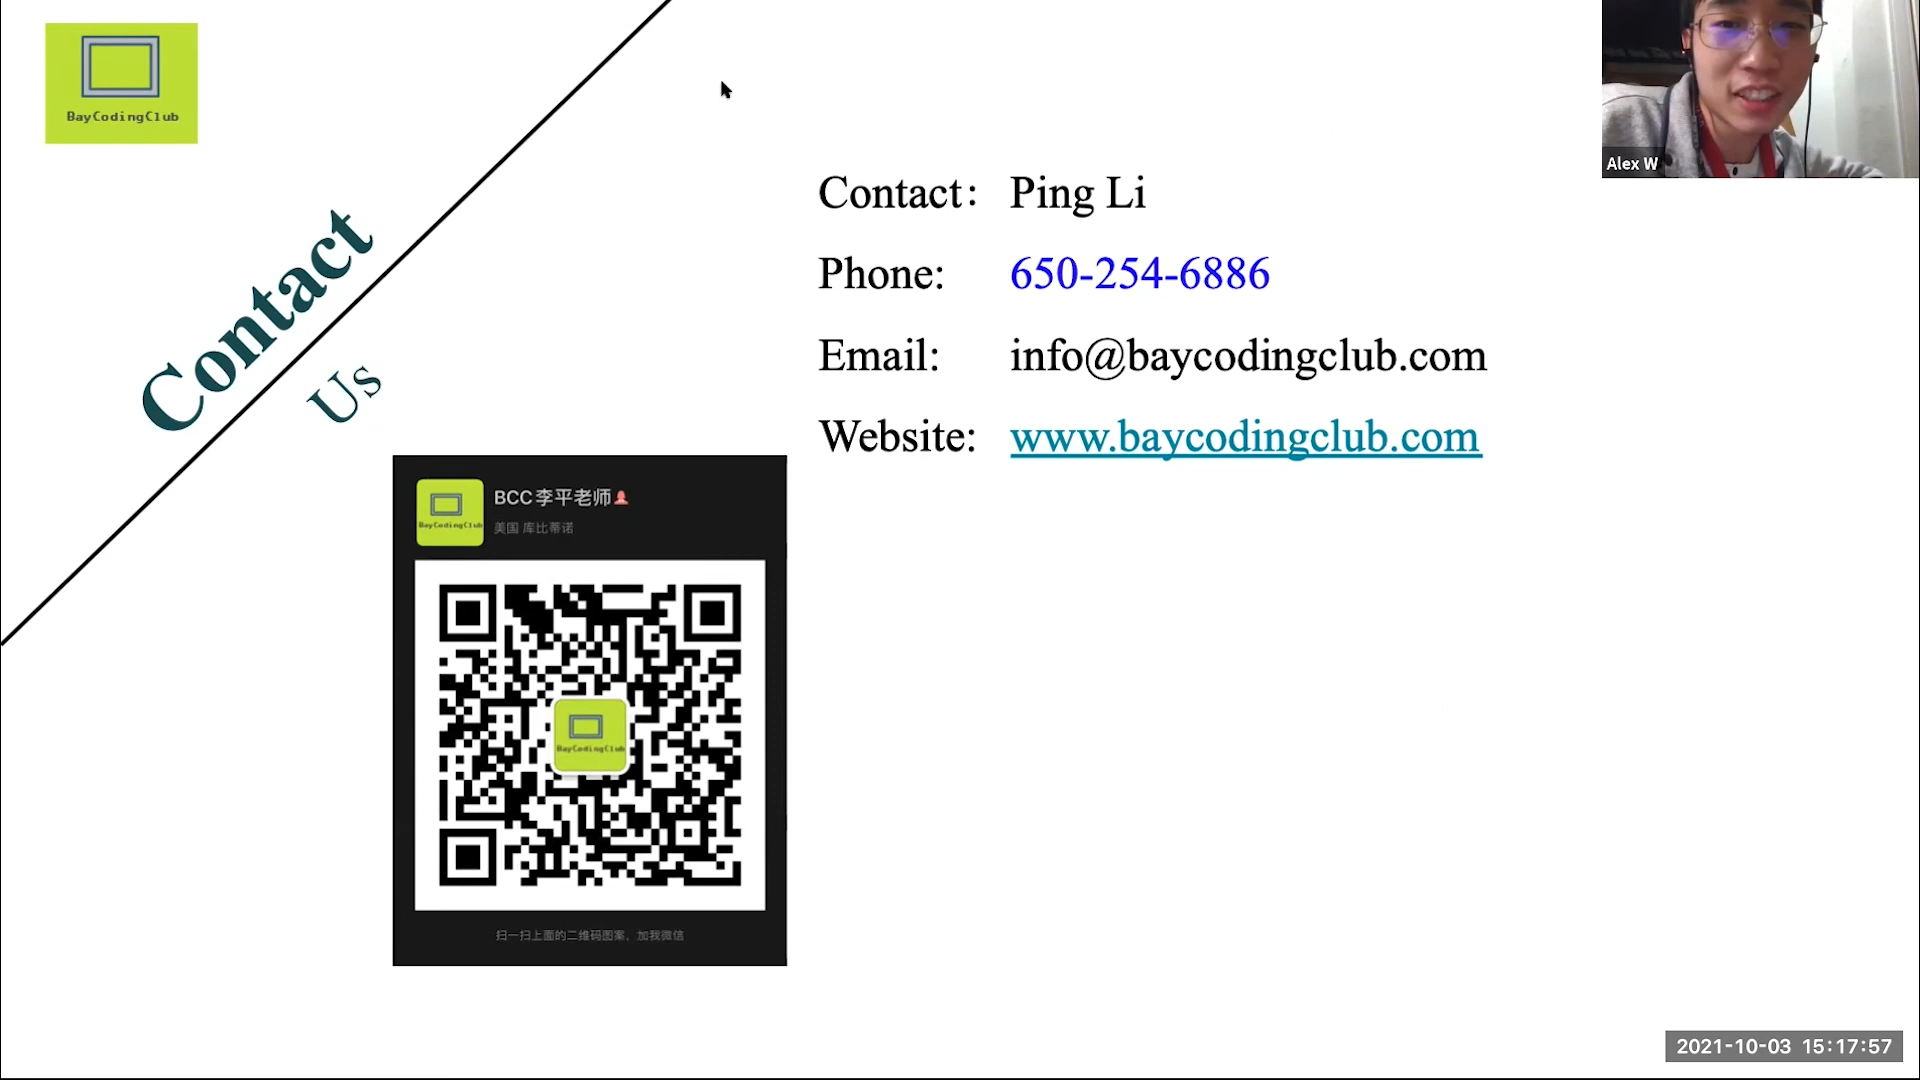 BayCodingClub
Contact
Us
Contact： Ping Li
Phone: 650-254-6886
Email: info@baycodingclub.com
Website: www.baycodingclub.com
Alex W
BayCodingClub
BCC李平老师
美国 库比蒂诺
BayCodingClub
扫一扫上面的二维码图案，加我微信
2021-10-03 15:17:57